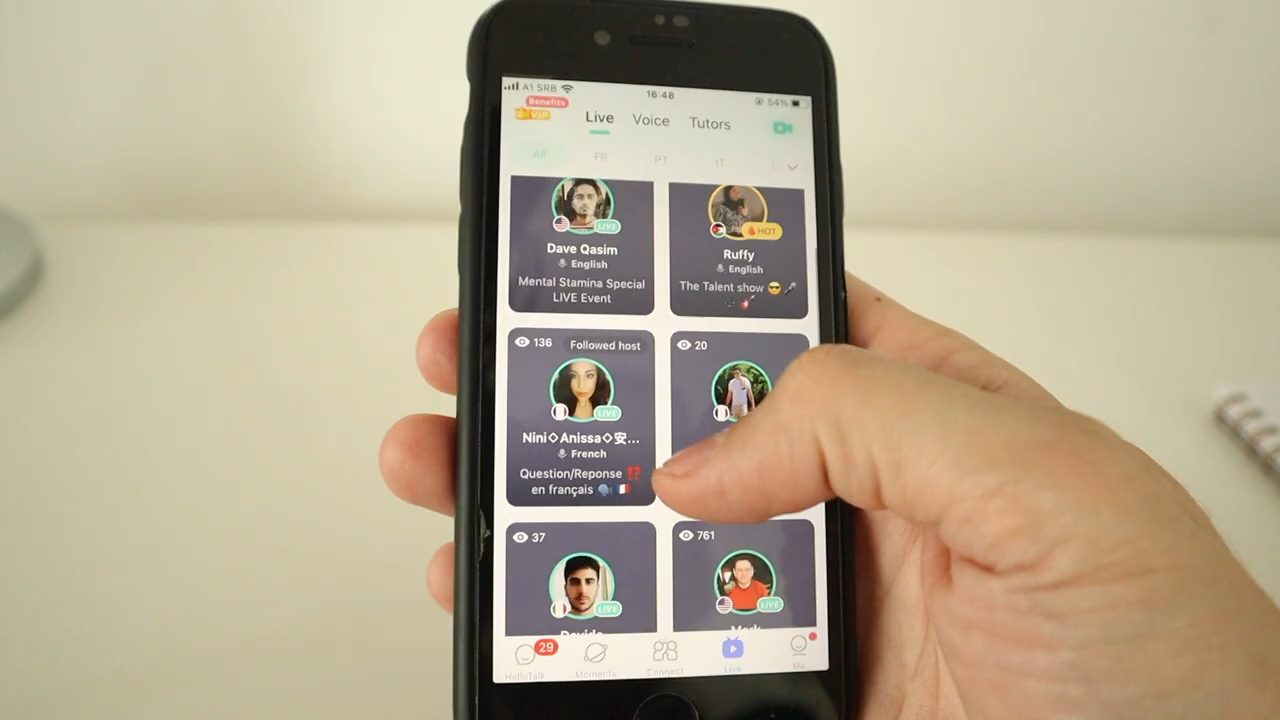 A1 SRB
16:48
54%
Benefits
VIP
Live Voice Tutors
All FR PT IT
LIVE
HOT
Dave Qasim
Ruffy
English
English
Mental Stamina Special
LIVE Event
The Talent show 😎 🎤
136 Followed host
20
LIVE
Nini◇Anissa◇安...
French
Question/Reponse ⁉️
en français 🗣️ 🇫🇷
37
761
LIVE
LIVE
Davide
Mark
29
HelloTalk Moments Connect Live Me